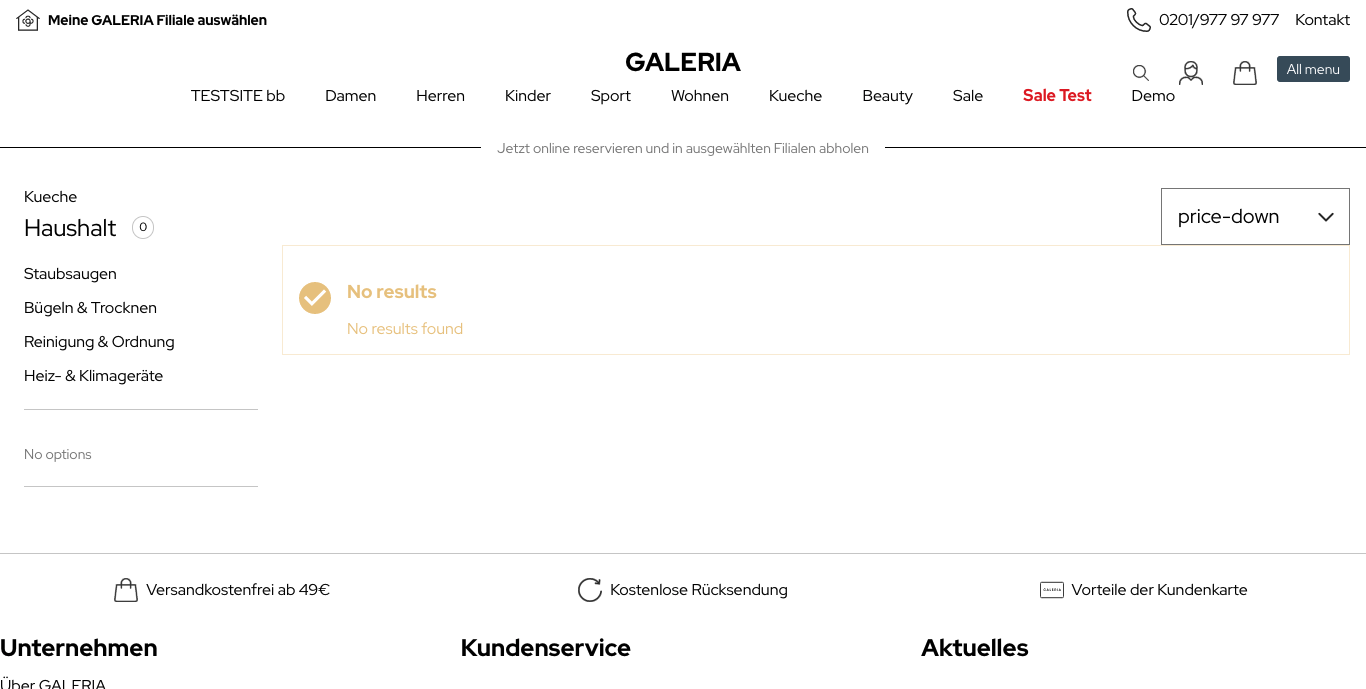 Meine GALERIA Filiale auswählen
0201/977 97 977 Kontakt
GALERIA
All menu
TESTSITE bb Damen Herren Kinder Sport Wohnen Kueche Beauty Sale Sale Test Demo
Jetzt online reservieren und in ausgewählten Filialen abholen
Kueche
Haushalt 0
price-down
Staubsaugen
Bügeln & Trocknen
Reinigung & Ordnung
Heiz- & Klimageräte
No options
No results
No results found
Versandkostenfrei ab 49€
Kostenlose Rücksendung
GALERIA
Vorteile der Kundenkarte
Unternehmen
Über GALERIA
Kundenservice
Aktuelles